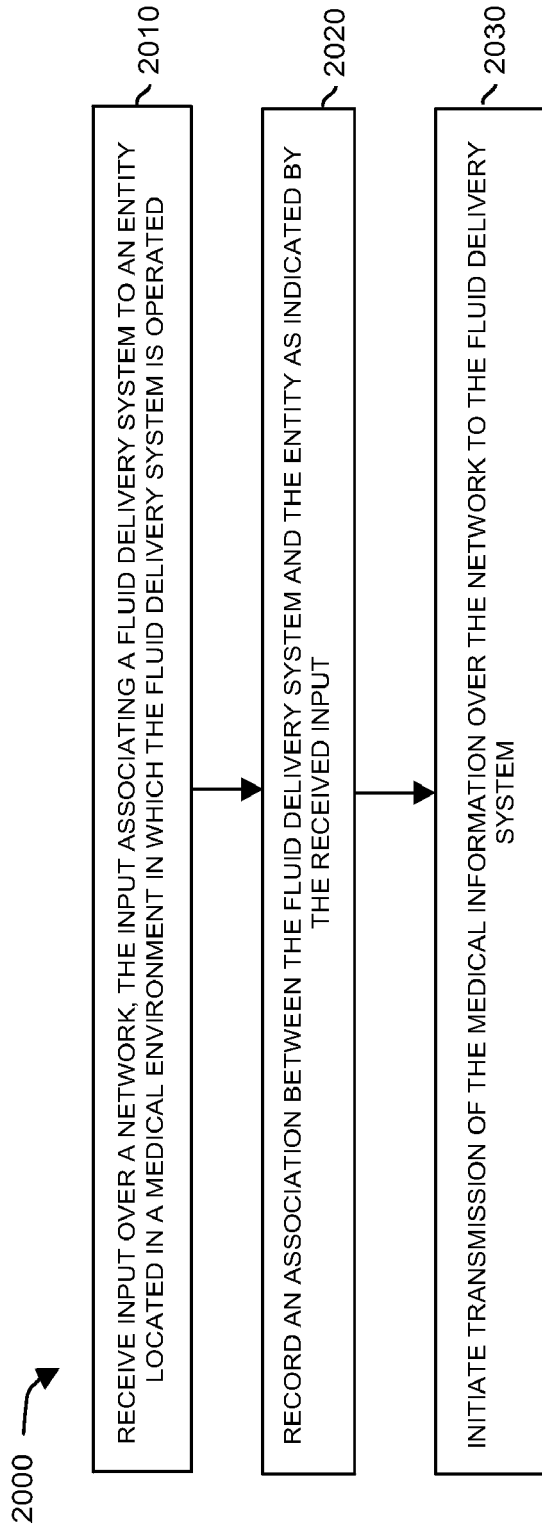 2000
RECEIVE INPUT OVER A NETWORK, THE INPUT ASSOCIATING A FLUID DELIVERY SYSTEM TO AN ENTITY
LOCATED IN A MEDICAL ENVIRONMENT IN WHICH THE FLUID DELIVERY SYSTEM IS OPERATED
2010
RECORD AN ASSOCIATION BETWEEN THE FLUID DELIVERY SYSTEM AND THE ENTITY AS INDICATED BY
THE RECEIVED INPUT
2020
INITIATE TRANSMISSION OF THE MEDICAL INFORMATION OVER THE NETWORK TO THE FLUID DELIVERY
SYSTEM
2030